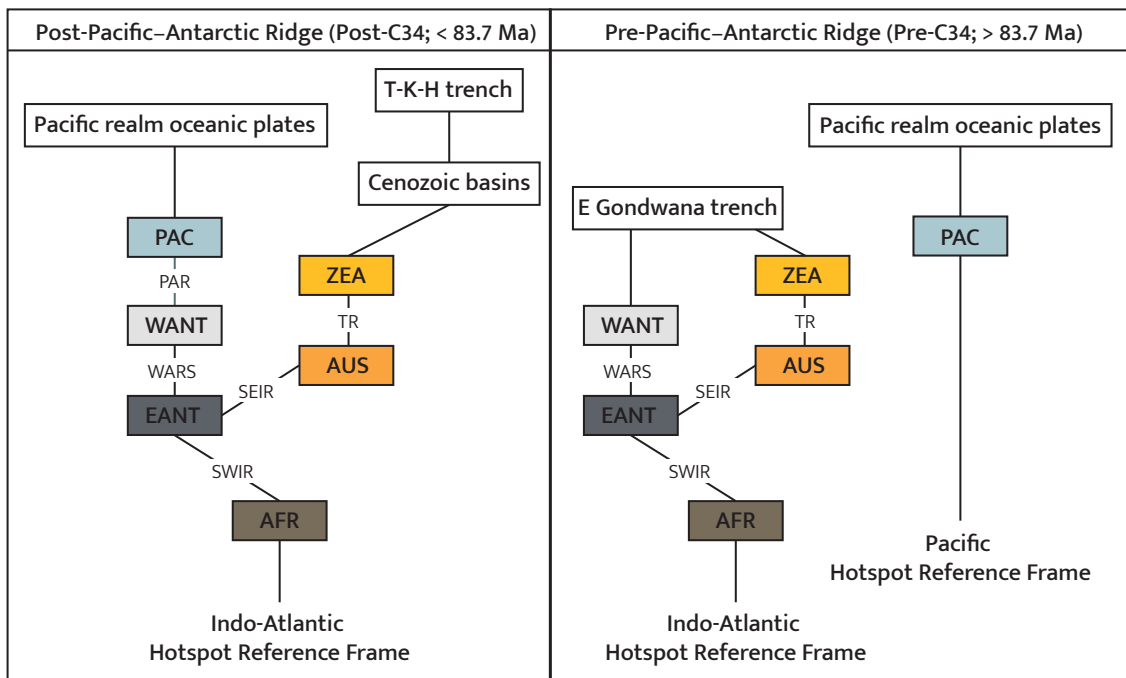 Post-Pacific–Antarctic Ridge (Post-C34; < 83.7 Ma)
T-K-H trench
Pacific realm oceanic plates
Cenozoic basins
PAC
ZEA
PAR
TR
WANT
AUS
WARS
SEIR
EANT
SWIR
AFR
Indo-Atlantic
Hotspot Reference Frame
Pre-Pacific–Antarctic Ridge (Pre-C34; > 83.7 Ma)
Pacific realm oceanic plates
E Gondwana trench
PAC
ZEA
WANT
TR
AUS
WARS
SEIR
EANT
SWIR
AFR
Pacific
Hotspot Reference Frame
Indo-Atlantic
Hotspot Reference Frame